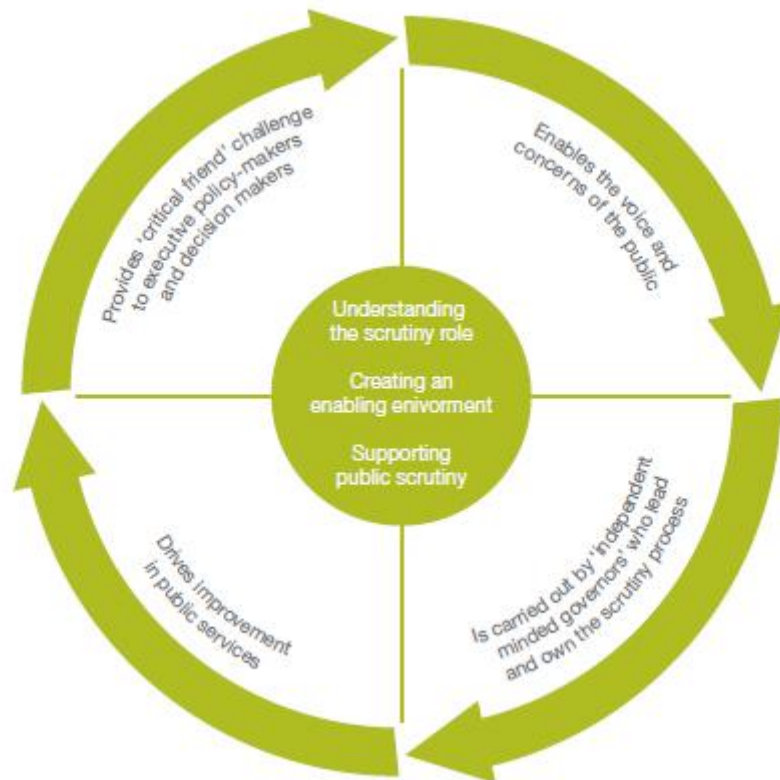 Provides ‘critical friend’ challenge
to executive policy-makers
and decision makers
Enables the voice and
concerns of the public
Understanding
the scrutiny role
Creating an
enabling enivorment
Supporting
public scrutiny
Is carried out by ‘independent
minded governors’ who lead
and own the scrutiny process
Drives improvement
in public services